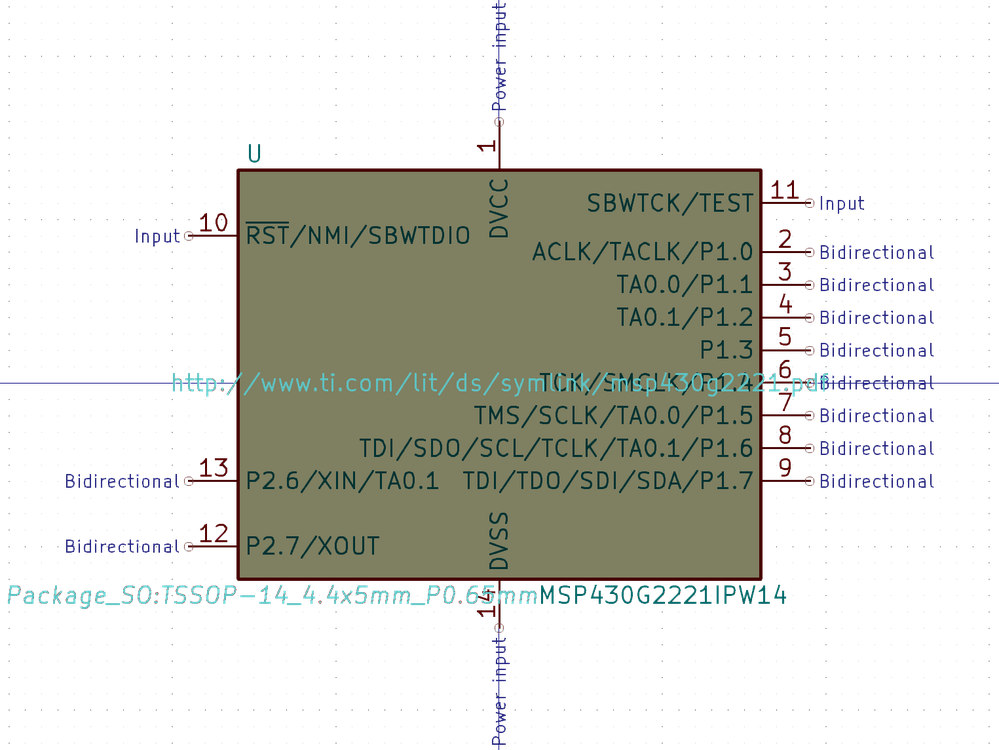 Power input
1
U
DVCC
SBWTCK/TEST 11 Input
Input 10 RST/NMI/SBWTDIO
ACLK/TACLK/P1.0 2 Bidirectional
TA0.0/P1.1 3 Bidirectional
TA0.1/P1.2 4 Bidirectional
P1.3 5 Bidirectional
TCK/SMCLK/P1.4 6 Bidirectional
http://www.ti.com/lit/ds/symlink/msp430g2221.pdf
TMS/SCLK/TA0.0/P1.5 7 Bidirectional
TDI/SDO/SCL/TCLK/TA0.1/P1.6 8 Bidirectional
Bidirectional 13 P2.6/XIN/TA0.1 TDI/TDO/SDI/SDA/P1.7 9 Bidirectional
Bidirectional 12 P2.7/XOUT
DVSS
Package_SO:TSSOP-14_4.4x5mm_P0.65mm
MSP430G2221IPW14
14
Power input